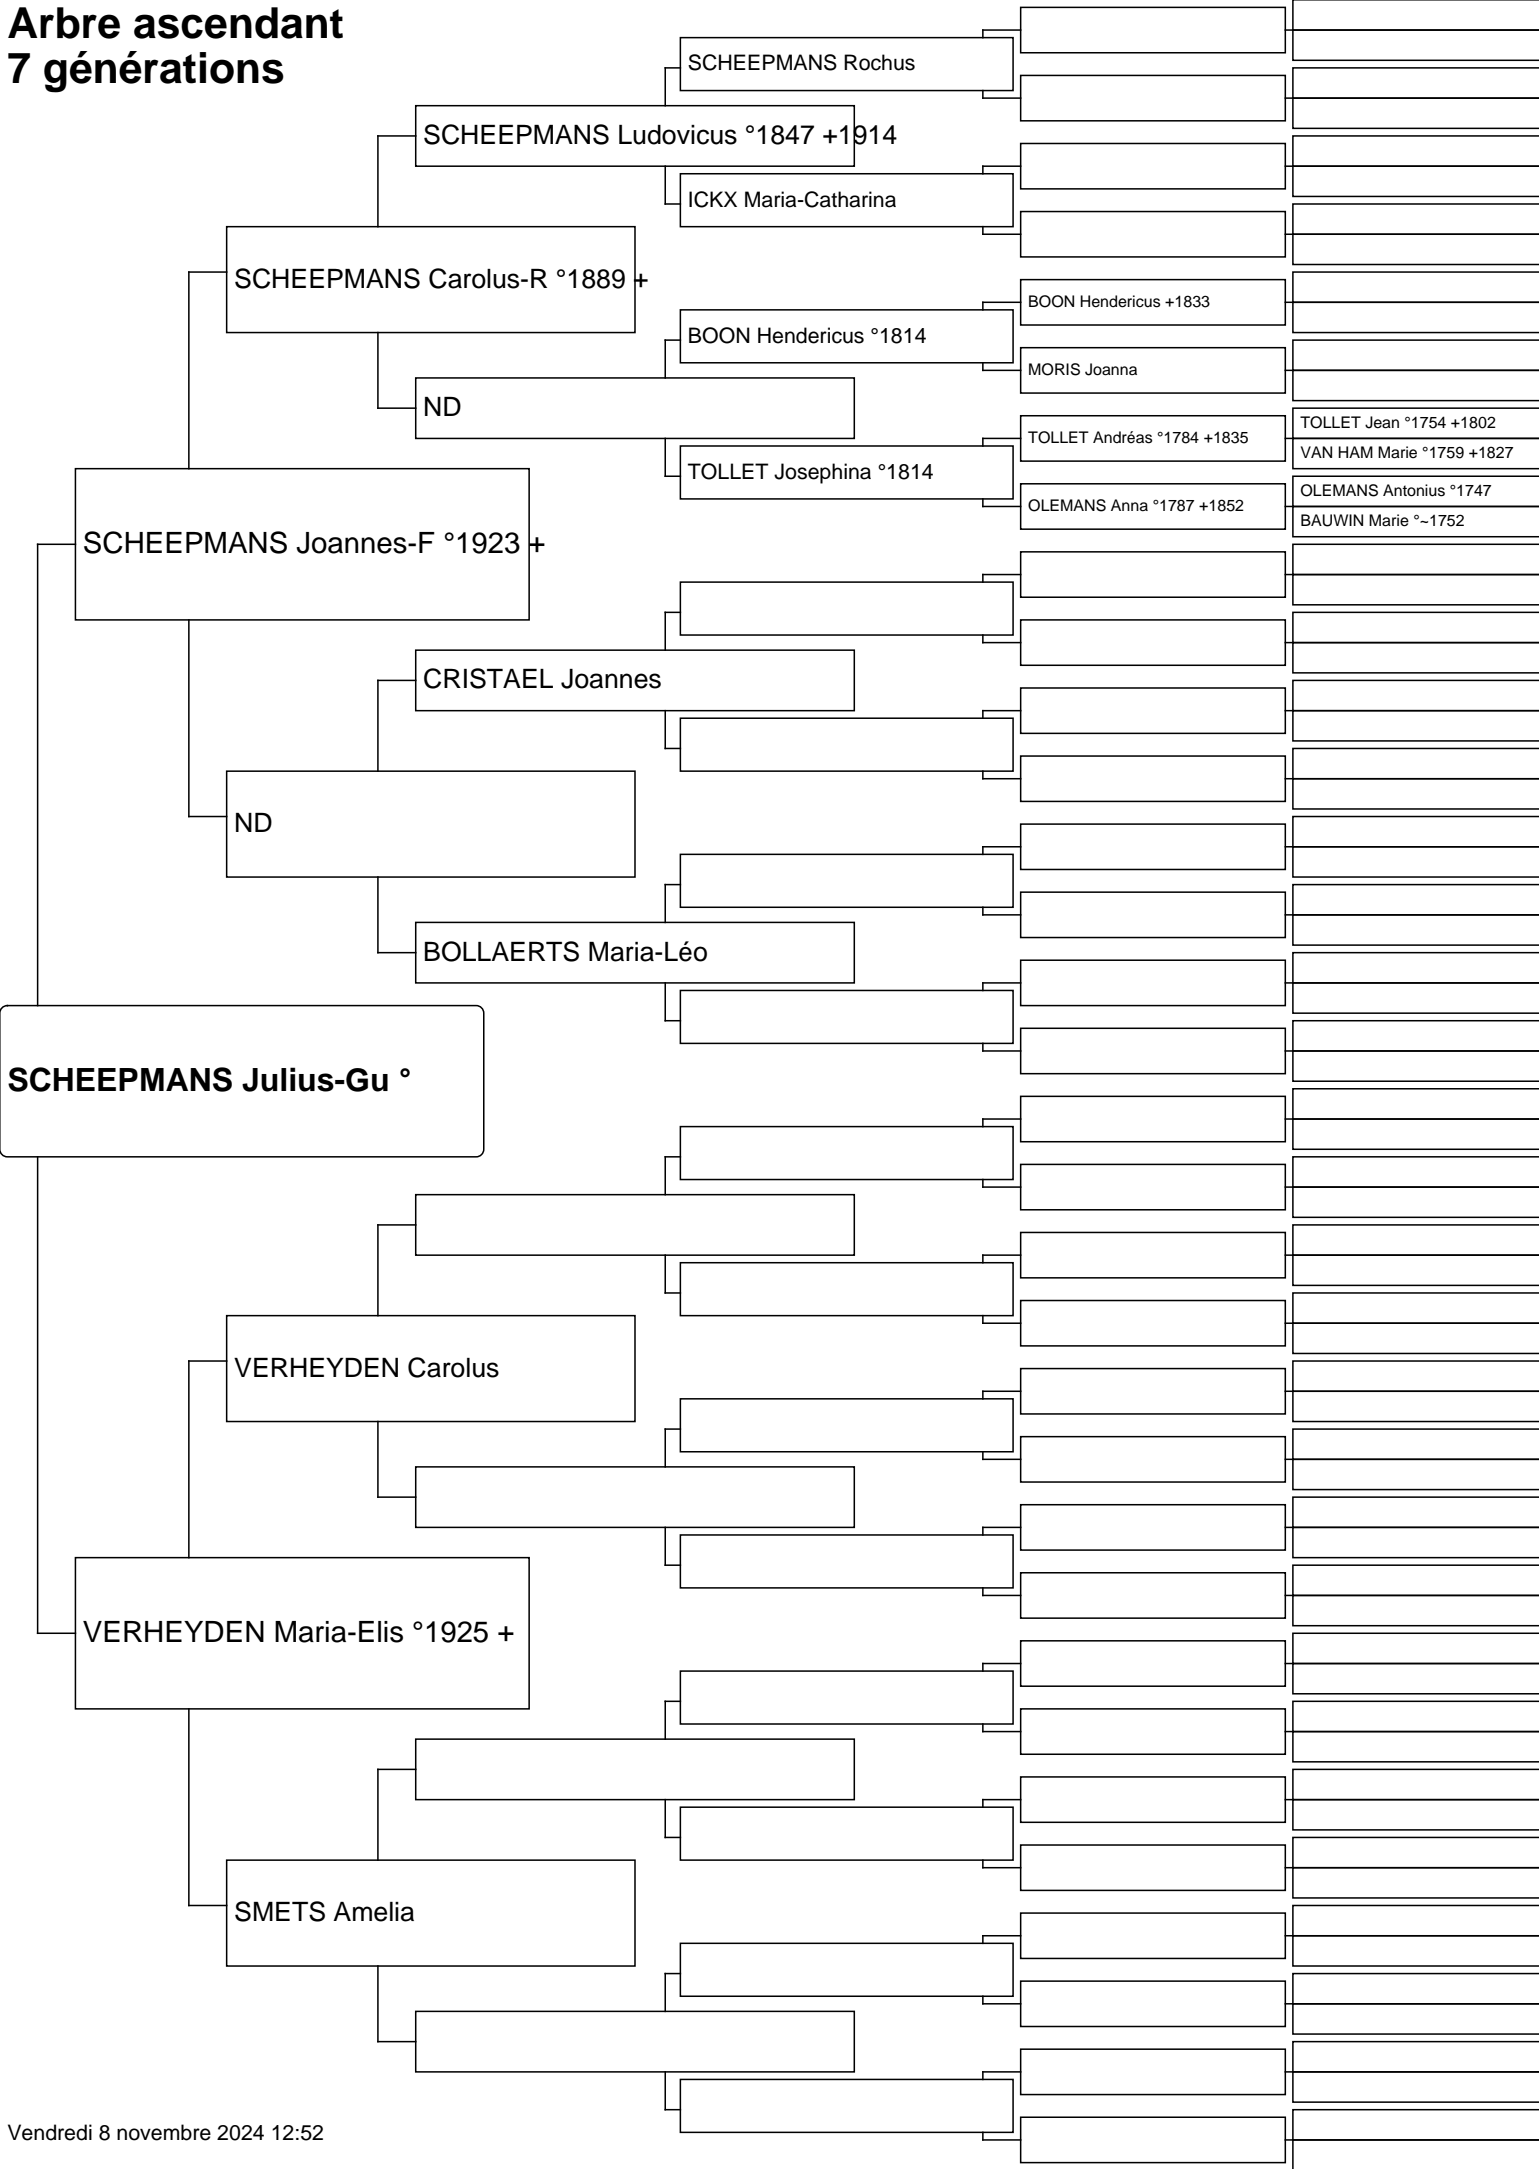 Arbre ascendant
7 générations
SCHEEPMANS Rochus
SCHEEPMANS Ludovicus °1847 +1914
ICKX Maria-Catharina
SCHEEPMANS Carolus-R °1889 +
BOON Hendericus +1833
BOON Hendericus °1814
MORIS Joanna
ND
TOLLET Jean °1754 +1802
TOLLET Andréas °1784 +1835
VAN HAM Marie °1759 +1827
TOLLET Josephina °1814
OLEMANS Antonius °1747
OLEMANS Anna °1787 +1852
BAUWIN Marie °~1752
SCHEEPMANS Joannes-F °1923 +
CRISTAEL Joannes
ND
BOLLAERTS Maria-Léo
SCHEEPMANS Julius-Gu °
VERHEYDEN Carolus
VERHEYDEN Maria-Elis °1925 +
SMETS Amelia
Vendredi 8 novembre 2024 12:52